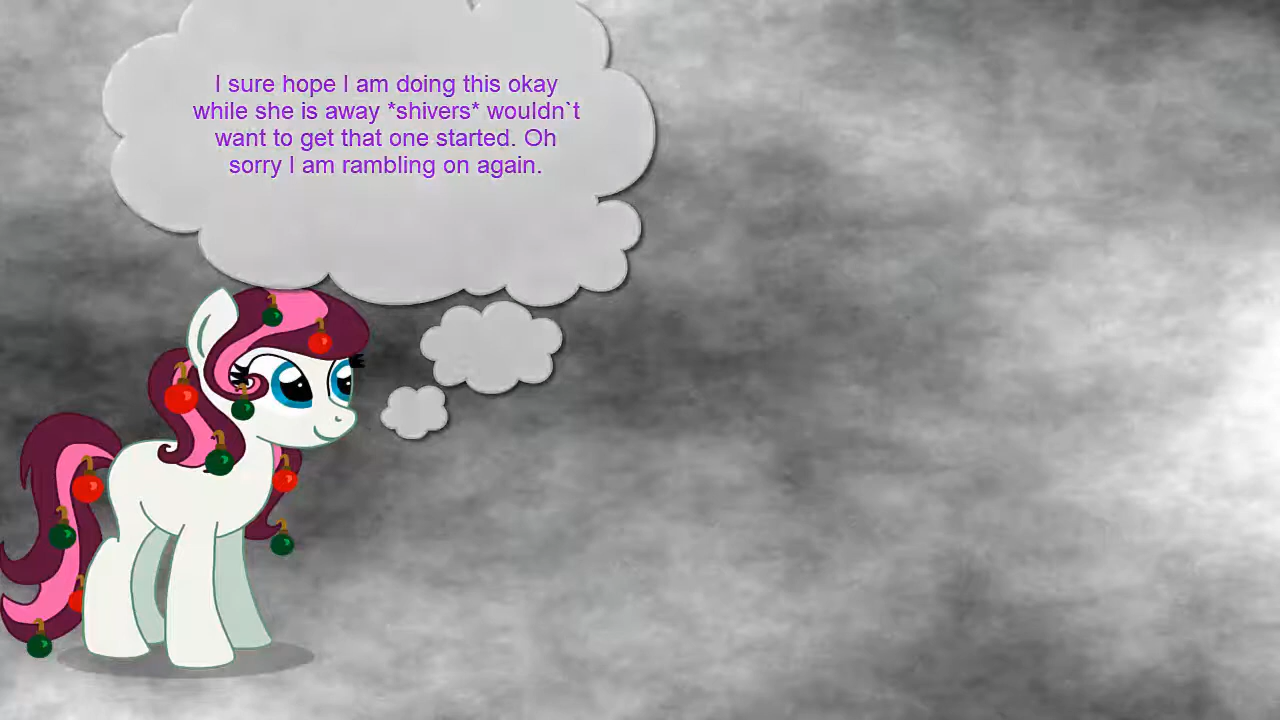 I sure hope I am doing this okay
while she is away *shivers* wouldn`t
want to get that one started. Oh
sorry I am rambling on again.